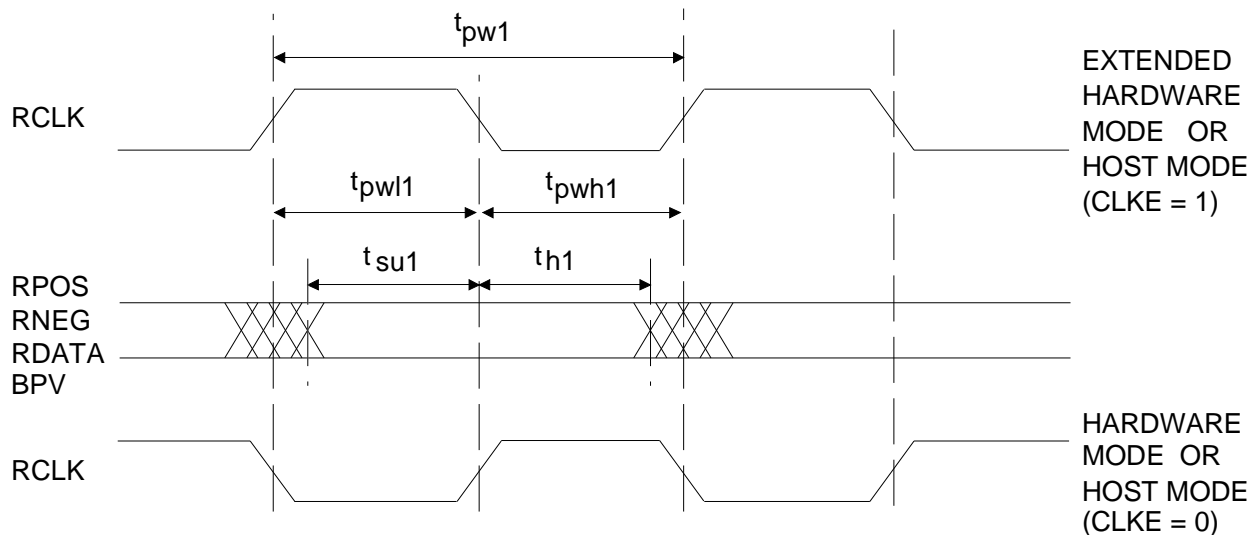 tpw1
EXTENDED
HARDWARE
MODE OR
HOST MODE
(CLKE = 1)
RCLK
tpwl1
tpwh1
tsu1
th1
RPOS
RNEG
RDATA
BPV
RCLK
HARDWARE
MODE OR
HOST MODE
(CLKE = 0)